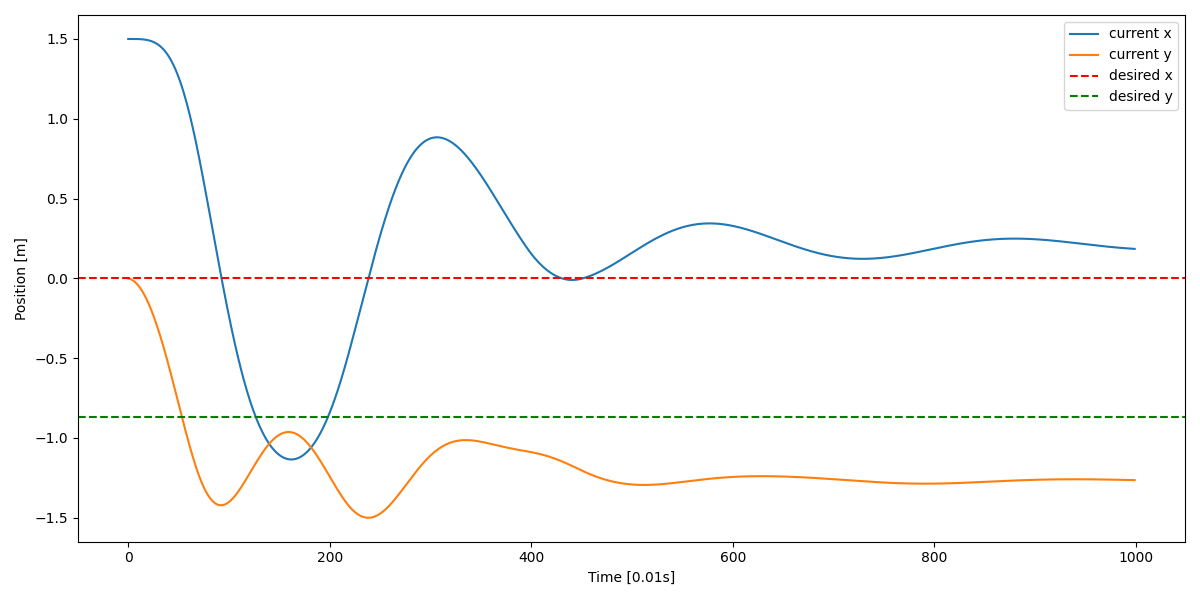 current x
current y
desired x
desired y
1.5
1.0
0.5
0.0
−0.5
−1.0
−1.5
Position [m]
0 200 400 600 800 1000
Time [0.01s]